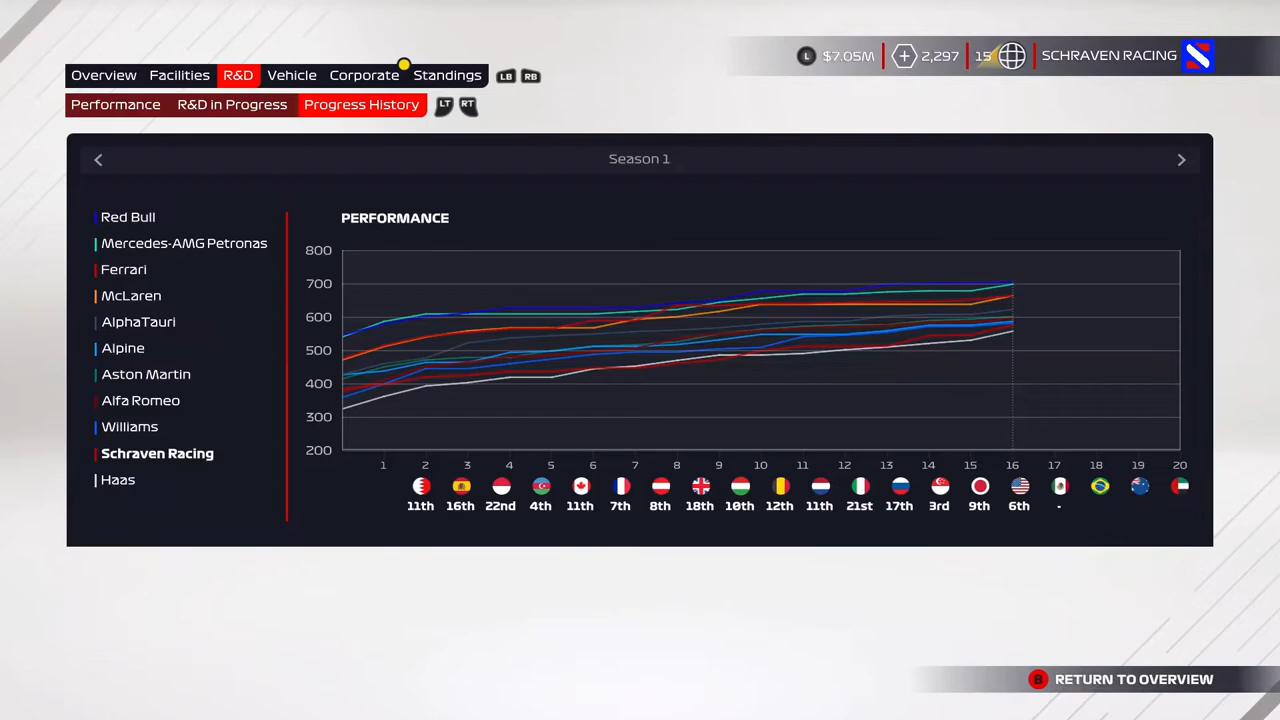 L $7.05M 2,297 15 SCHRAVEN RACING
Overview Facilities R&D Vehicle Corporate Standings LB RB
Performance R&D in Progress Progress History LT RT
Season 1
Red Bull
Mercedes-AMG Petronas
Ferrari
McLaren
AlphaTauri
Alpine
Aston Martin
Alfa Romeo
Williams
Schraven Racing
Haas
PERFORMANCE
800
700
600
500
400
300
200
1 2 3 4 5 6 7 8 9 10 11 12 13 14 15 16 17 18 19 20
11th 16th 22nd 4th 11th 7th 8th 18th 10th 12th 11th 21st 17th 3rd 9th 6th -
B RETURN TO OVERVIEW